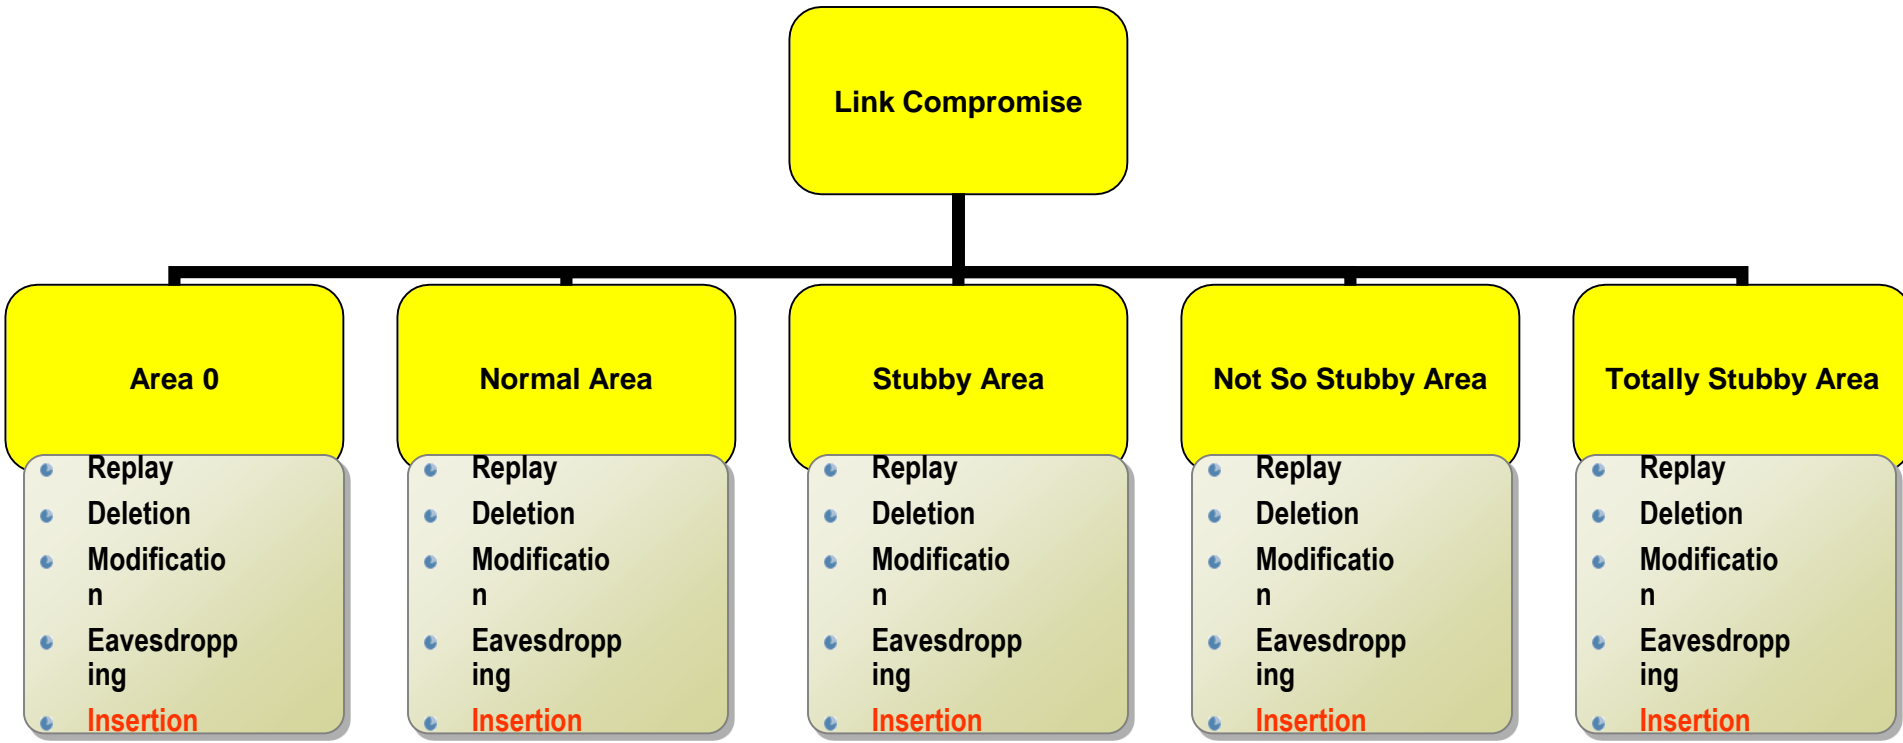 Link Compromise
Area 0
Replay
Deletion
Modificatio
n
Eavesdropp
ing
Insertion
Normal Area
Replay
Deletion
Modificatio
n
Eavesdropp
ing
Insertion
Stubby Area
Replay
Deletion
Modificatio
n
Eavesdropp
ing
Insertion
Not So Stubby Area
Replay
Deletion
Modificatio
n
Eavesdropp
ing
Insertion
Totally Stubby Area
Replay
Deletion
Modificatio
n
Eavesdropp
ing
Insertion